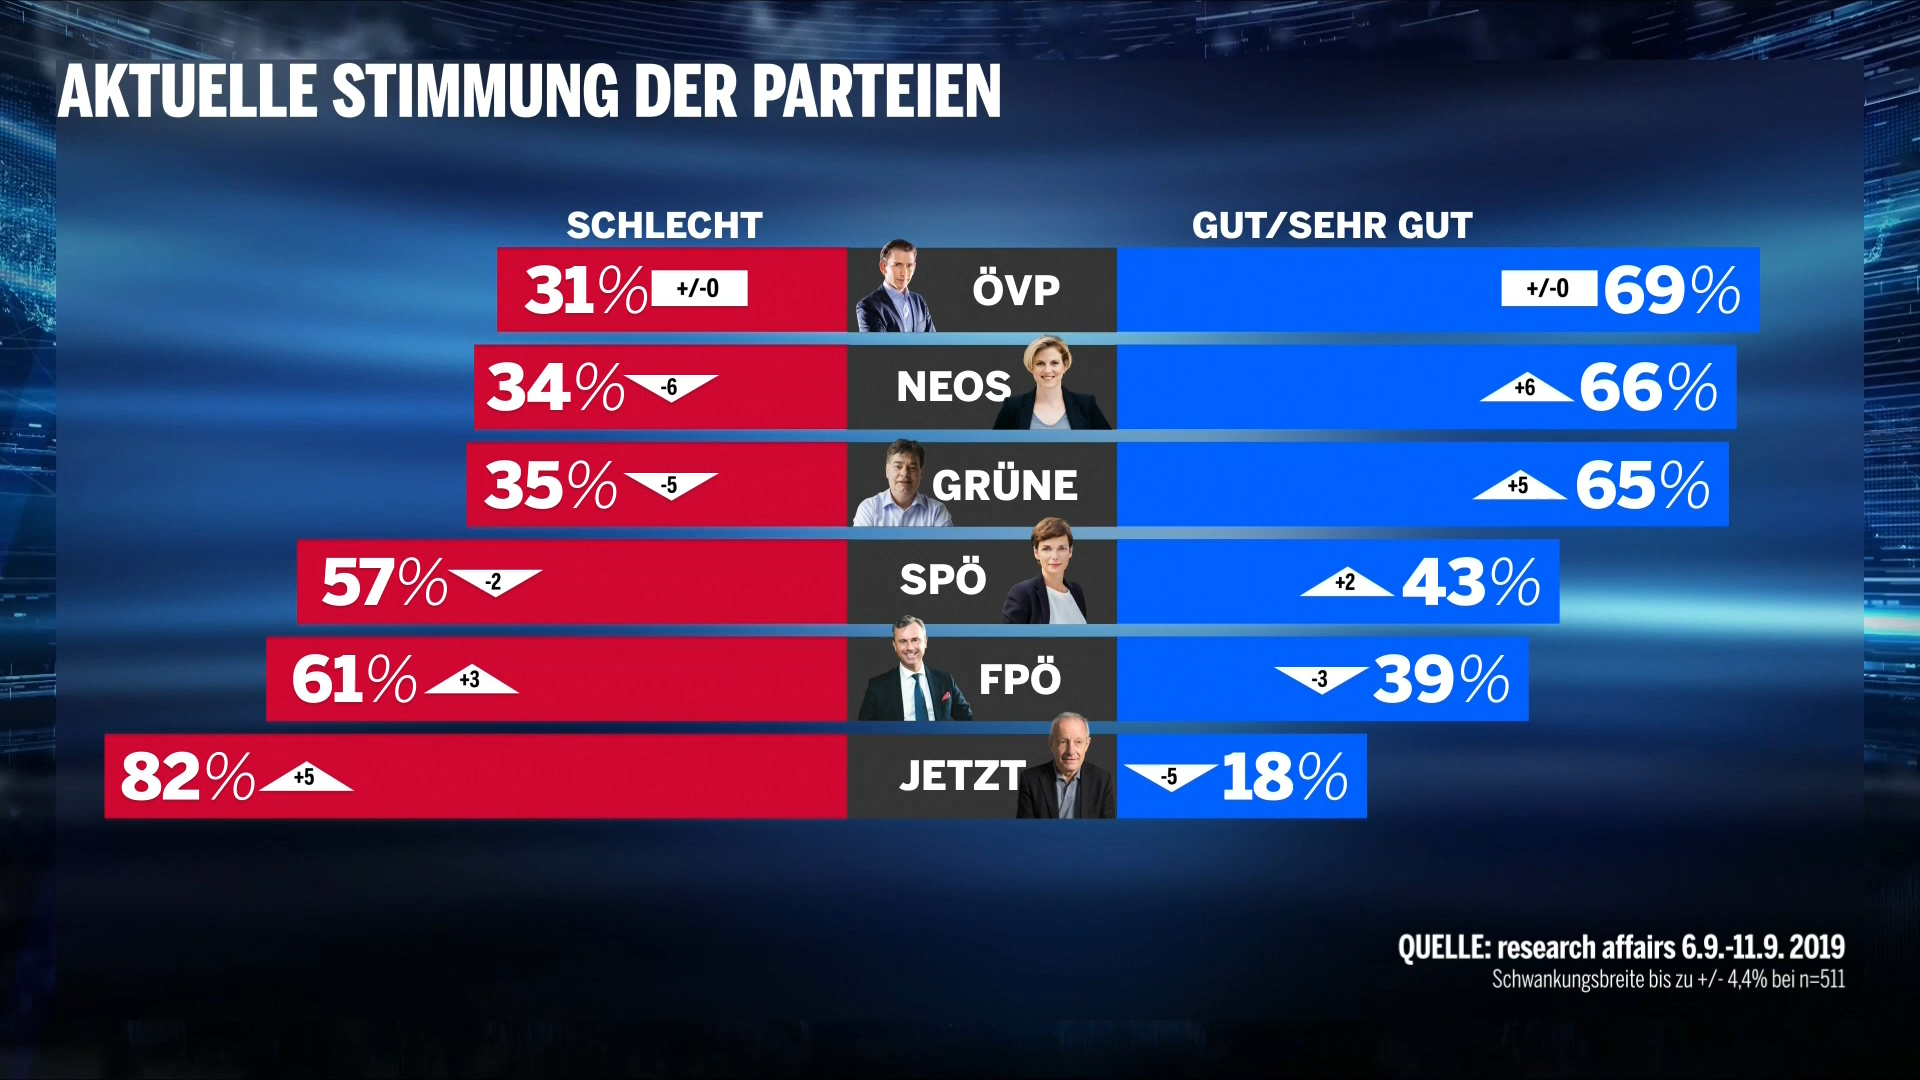 AKTUELLE STIMMUNG DER PARTEIEN
SCHLECHT GUT/SEHR GUT
31% +/-0 ÖVP +/-0 69%
34% -6 NEOS +6 66%
35% -5 GRÜNE +5 65%
57% -2 SPÖ +2 43%
61% +3 FPÖ -3 39%
82% +5 JETZT -5 18%
QUELLE: research affairs 6.9.-11.9. 2019
Schwankungsbreite bis zu +/- 4,4% bei n=511